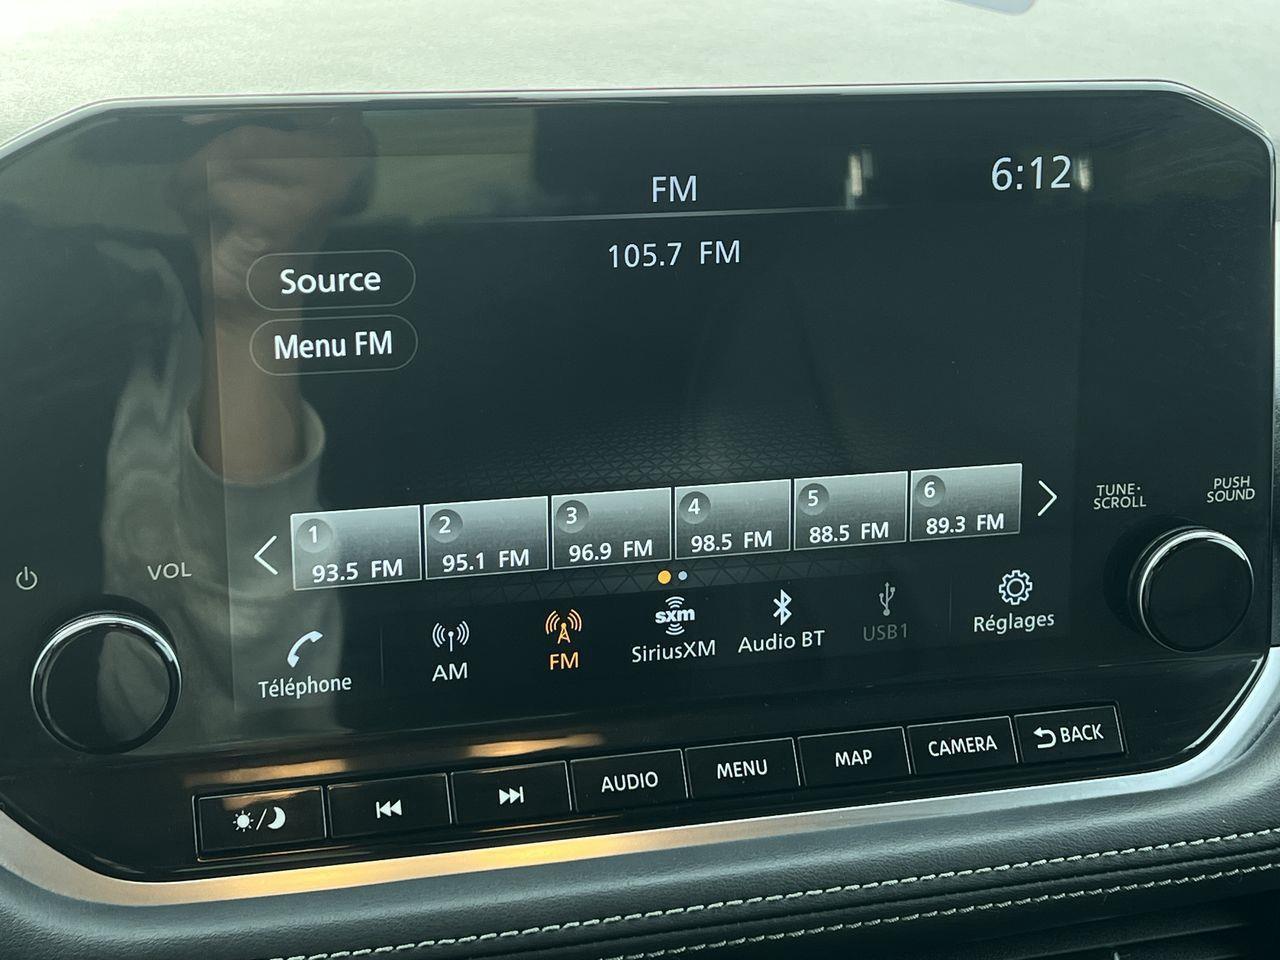 FM
6:12
105.7 FM
Source
Menu FM
1
93.5 FM
2
95.1 FM
3
96.9 FM
4
98.5 FM
5
88.5 FM
6
89.3 FM
TUNE·
SCROLL
PUSH
SOUND
VOL
Téléphone
AM
FM
sxm
SiriusXM
Audio BT
USB1
Réglages
AUDIO
MENU
MAP
CAMERA
BACK